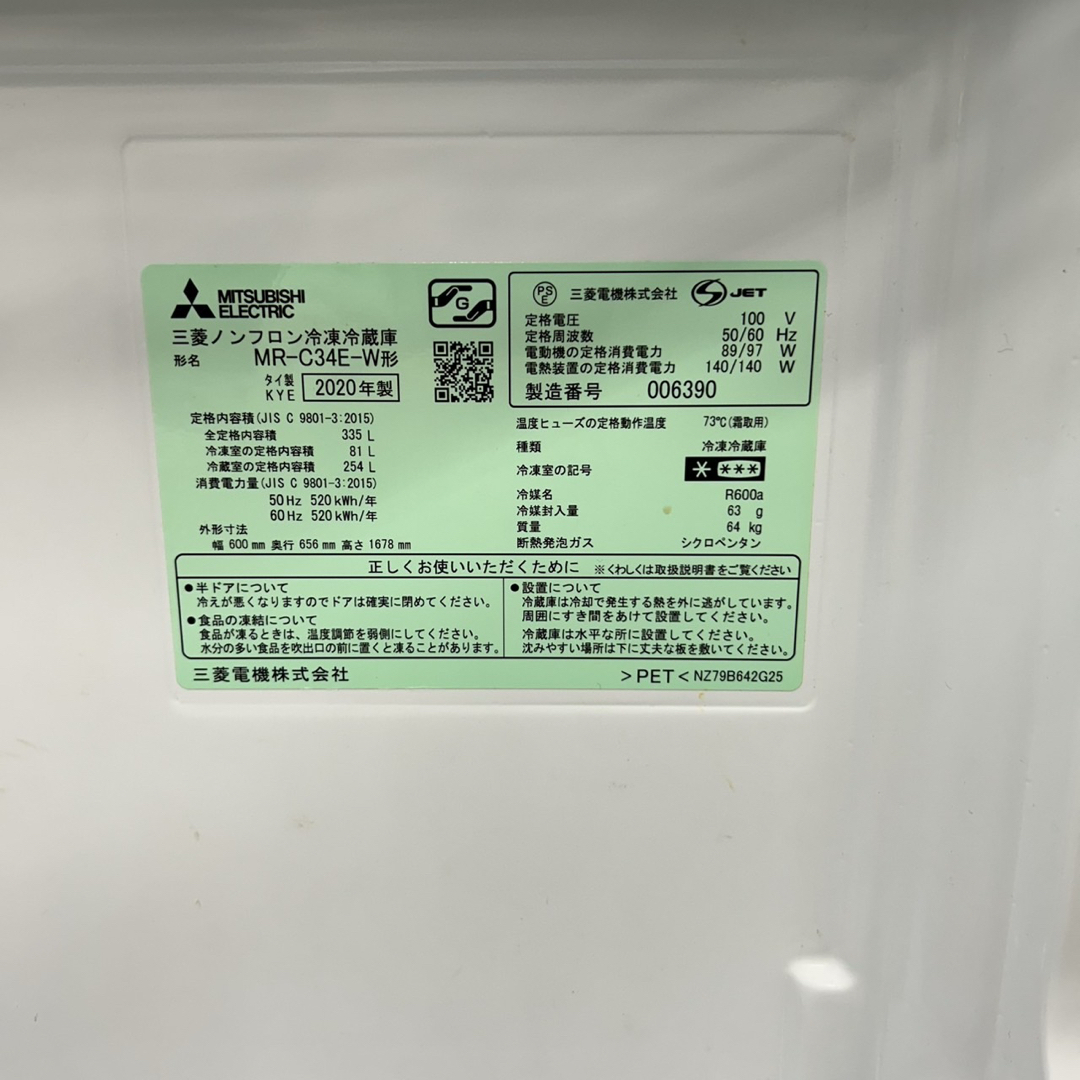 MITSUBISHI
ELECTRIC
三菱ノンフロン冷凍冷蔵庫
形名 MR-C34E-W形
タイ製
KYE 2020年製
G
定格内容積(JIS C 9801-3:2015)
全定格内容積 335 L
冷凍室の定格内容積 81 L
冷蔵室の定格内容積 254 L
消費電力量(JIS C 9801-3:2015)
50Hz 520kWh/年
60Hz 520kWh/年
外形寸法
幅 600mm 奥行 656mm 高さ 1678mm
PS
E 三菱電機株式会社 JET
定格電圧 100 V
定格周波数 50/60 Hz
電動機の定格消費電力 89/97 W
電熱装置の定格消費電力 140/140 W
製造番号 006390
温度ヒューズの定格動作温度 73℃(霜取用)
種類 冷凍冷蔵庫
冷凍室の記号 * ***
冷媒名 R600a
冷媒封入量 63 g
質量 64 kg
断熱発泡ガス シクロペンタン
正しくお使いいただくために ※くわしくは取扱説明書をご覧ください
●半ドアについて
冷えが悪くなりますのでドアは確実に閉めてください。
●食品の凍結について
食品が凍るときは、温度調節を弱側にしてください。
水分の多い食品を吹出口の前に置くと凍ることがあります。
●設置について
冷蔵庫は冷却で発生する熱を外に逃がしています。
周囲にすき間をあけて設置してください。
冷蔵庫は水平な所に設置してください。
沈みやすい場所は下に丈夫な板を敷いてください。
三菱電機株式会社 >PET< NZ79B642G25